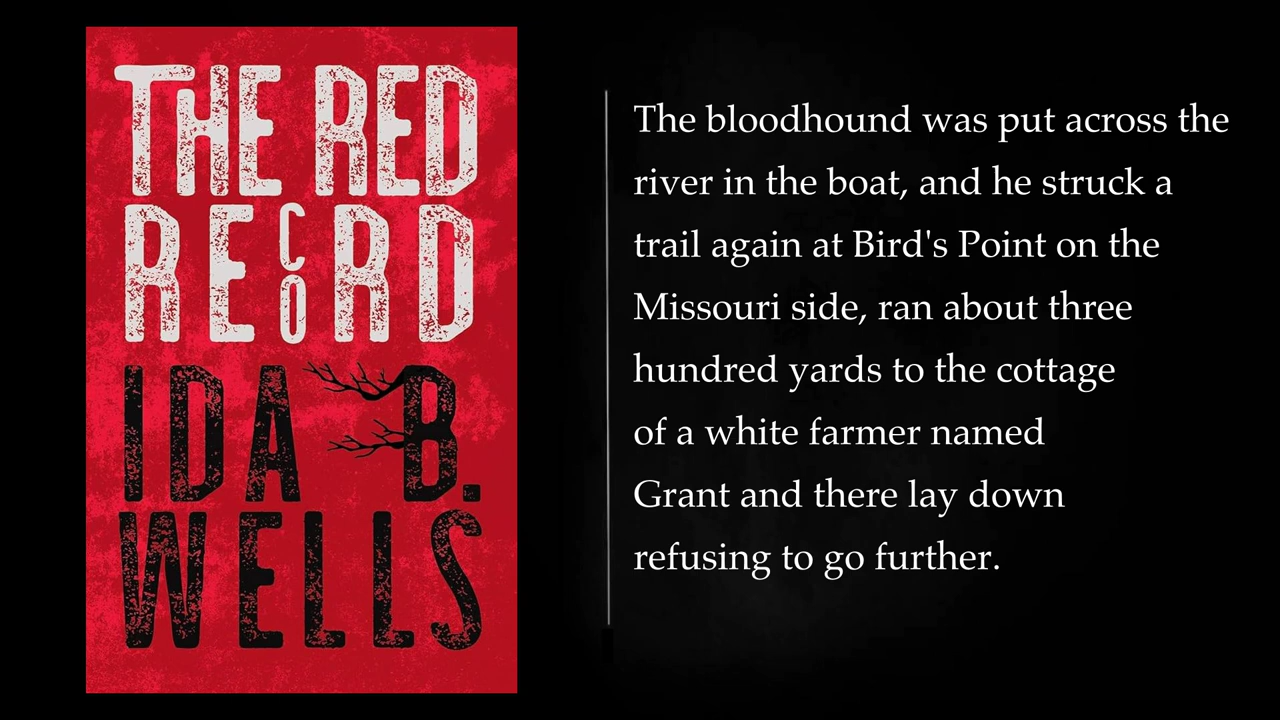 THE RED
RECORD
IDA B.
WELLS
The bloodhound was put across the
river in the boat, and he struck a
trail again at Bird's Point on the
Missouri side, ran about three
hundred yards to the cottage
of a white farmer named
Grant and there lay down
refusing to go further.